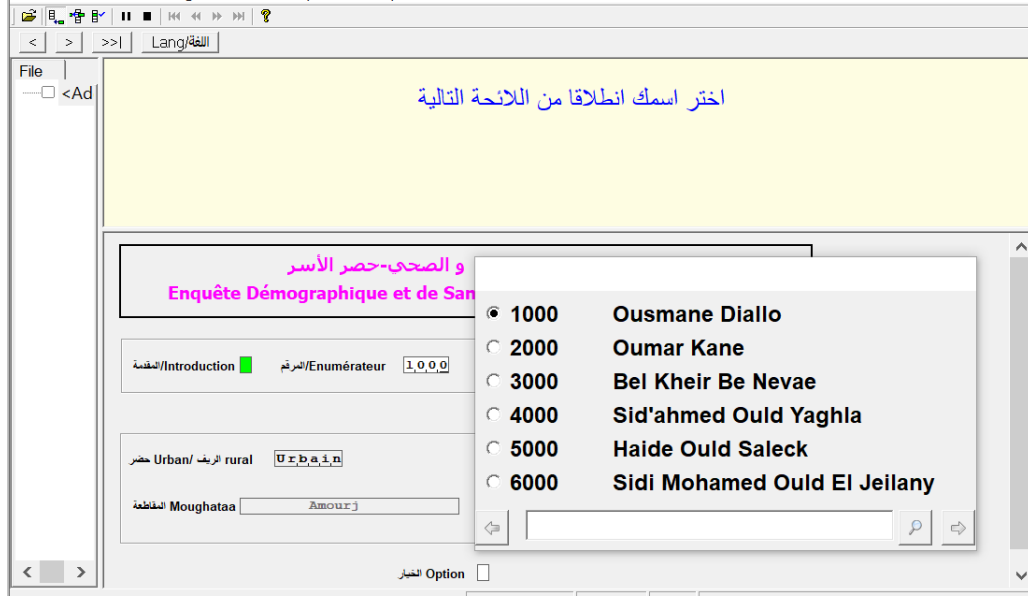 < > >>| Lang/اللغة
File
<Ad
اختر اسمك انطلاقا من اللائحة التالية
و الصحي-حصر الأسر
Enquête Démographique et de San
المقدمة/Introduction
المرقم/Enumérateur 1000
حضر Urban/ الريف rural Urbain
المقاطعة Moughataa Amourj
الخيار Option
1000 Ousmane Diallo
2000 Oumar Kane
3000 Bel Kheir Be Nevae
4000 Sid'ahmed Ould Yaghla
5000 Haide Ould Saleck
6000 Sidi Mohamed Ould El Jeilany